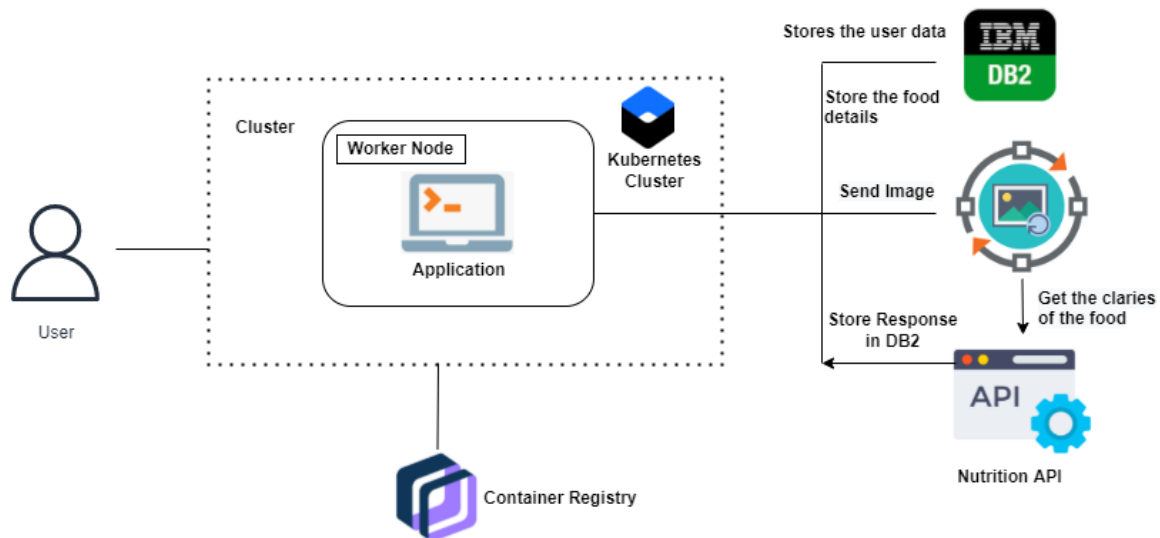 Stores the user data
IBM
DB2
Store the food
details
Cluster
Worker Node
Kubernetes
Cluster
Application
Send Image
User
Get the claries
of the food
Store Response
in DB2
API
Nutrition API
Container Registry